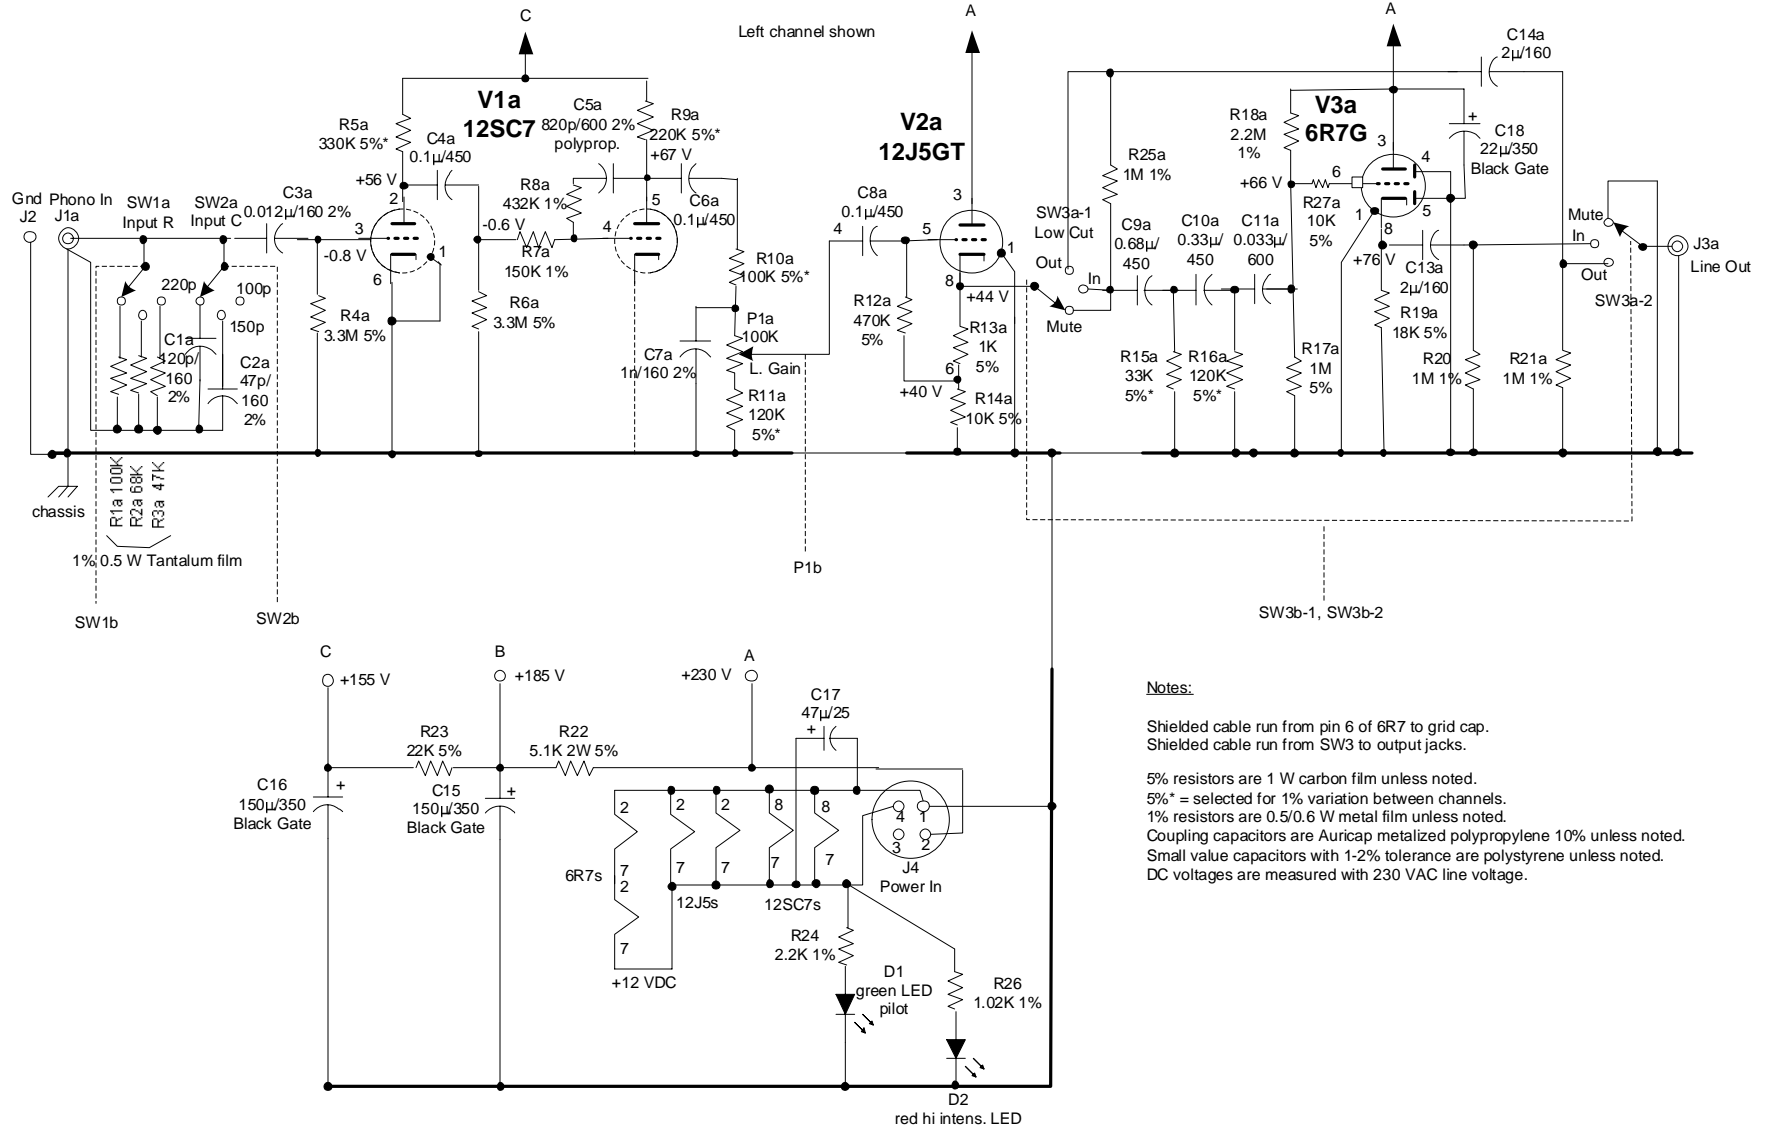 Left channel shown
C
A
A
C14a
2µ/160
V1a
12SC7
C5a
820p/600 2%
polyprop.
R9a
220K 5%*
+67 V
R5a
330K 5%*
C4a
0.1µ/450
+56 V
2
5
V2a
12J5GT
3
R25a
1M 1%
R18a
2.2M
1%
V3a
6R7G
3
4
+
C18
22µ/350
Black Gate
Gnd
J2
Phono In
J1a
SW1a
Input R
SW2a
Input C
C3a
0.012µ/160 2%
3
-0.8 V
6
1
-0.6 V
R8a
432K 1%
R7a
150K 1%
4
C6a
0.1µ/450
C8a
0.1µ/450
4
5
1
8
+44 V
SW3a-1
Low Cut
Out
In
Mute
C9a
0.68µ/
450
C10a
0.33µ/
450
C11a
0.033µ/
600
+66 V
6
R27a
10K
5%
1
5
8
+76 V
C13a
2µ/160
Mute
In
Out
SW3a-2
J3a
Line Out
220p
100p
150p
C1a
120p/
160
2%
C2a
47p/
160
2%
R4a
3.3M 5%
R6a
3.3M 5%
R10a
100K 5%*
P1a
100K
L. Gain
C7a
1n/160 2%
R11a
120K
5%*
R12a
470K
5%
R13a
1K
5%
6
+40 V
R14a
10K 5%
R15a
33K
5%*
R16a
120K
5%*
R17a
1M
5%
R19a
18K 5%
R20
1M 1%
R21a
1M 1%
chassis
R1a 100K
R2a 68K
R3a 47K
1% 0.5 W Tantalum film
SW1b
SW2b
P1b
SW3b-1, SW3b-2
C
+155 V
B
+185 V
A
+230 V
C17
47µ/25
+
R23
22K 5%
R22
5.1K 2W 5%
C16
150µ/350
Black Gate
+
C15
150µ/350
Black Gate
+
2
2
2
8
8
7
7
7
7
7
6R7s
2
7
12J5s
12SC7s
+12 VDC
4
1
3
2
J4
Power In
R24
2.2K 1%
D1
green LED
pilot
R26
1.02K 1%
D2
red hi intens. LED
Notes:
Shielded cable run from pin 6 of 6R7 to grid cap.
Shielded cable run from SW3 to output jacks.
5% resistors are 1 W carbon film unless noted.
5%* = selected for 1% variation between channels.
1% resistors are 0.5/0.6 W metal film unless noted.
Coupling capacitors are Auricap metalized polypropylene 10% unless noted.
Small value capacitors with 1-2% tolerance are polystyrene unless noted.
DC voltages are measured with 230 VAC line voltage.